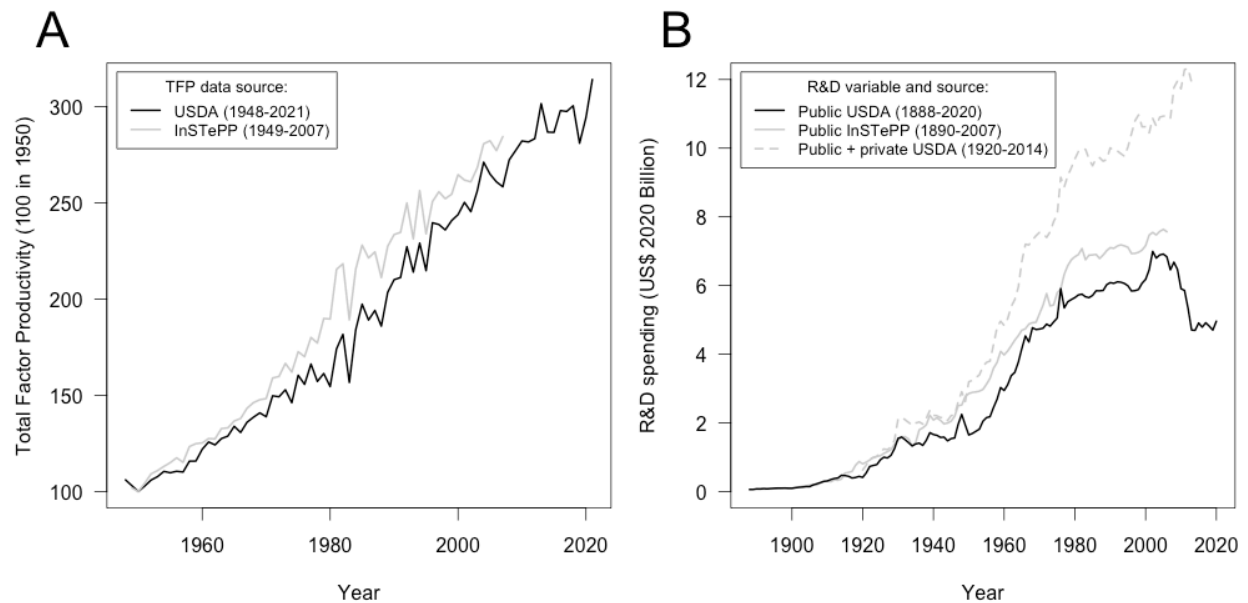 A
Total Factor Productivity (100 in 1950)
300
250
200
150
100
TFP data source:
USDA (1948-2021)
InSTePP (1949-2007)
1960
1980
2000
2020
Year
B
R&D spending (US$ 2020 Billion)
12
10
8
6
4
2
0
R&D variable and source:
Public USDA (1888-2020)
Public InSTePP (1890-2007)
Public + private USDA (1920-2014)
1900
1920
1940
1960
1980
2000
2020
Year